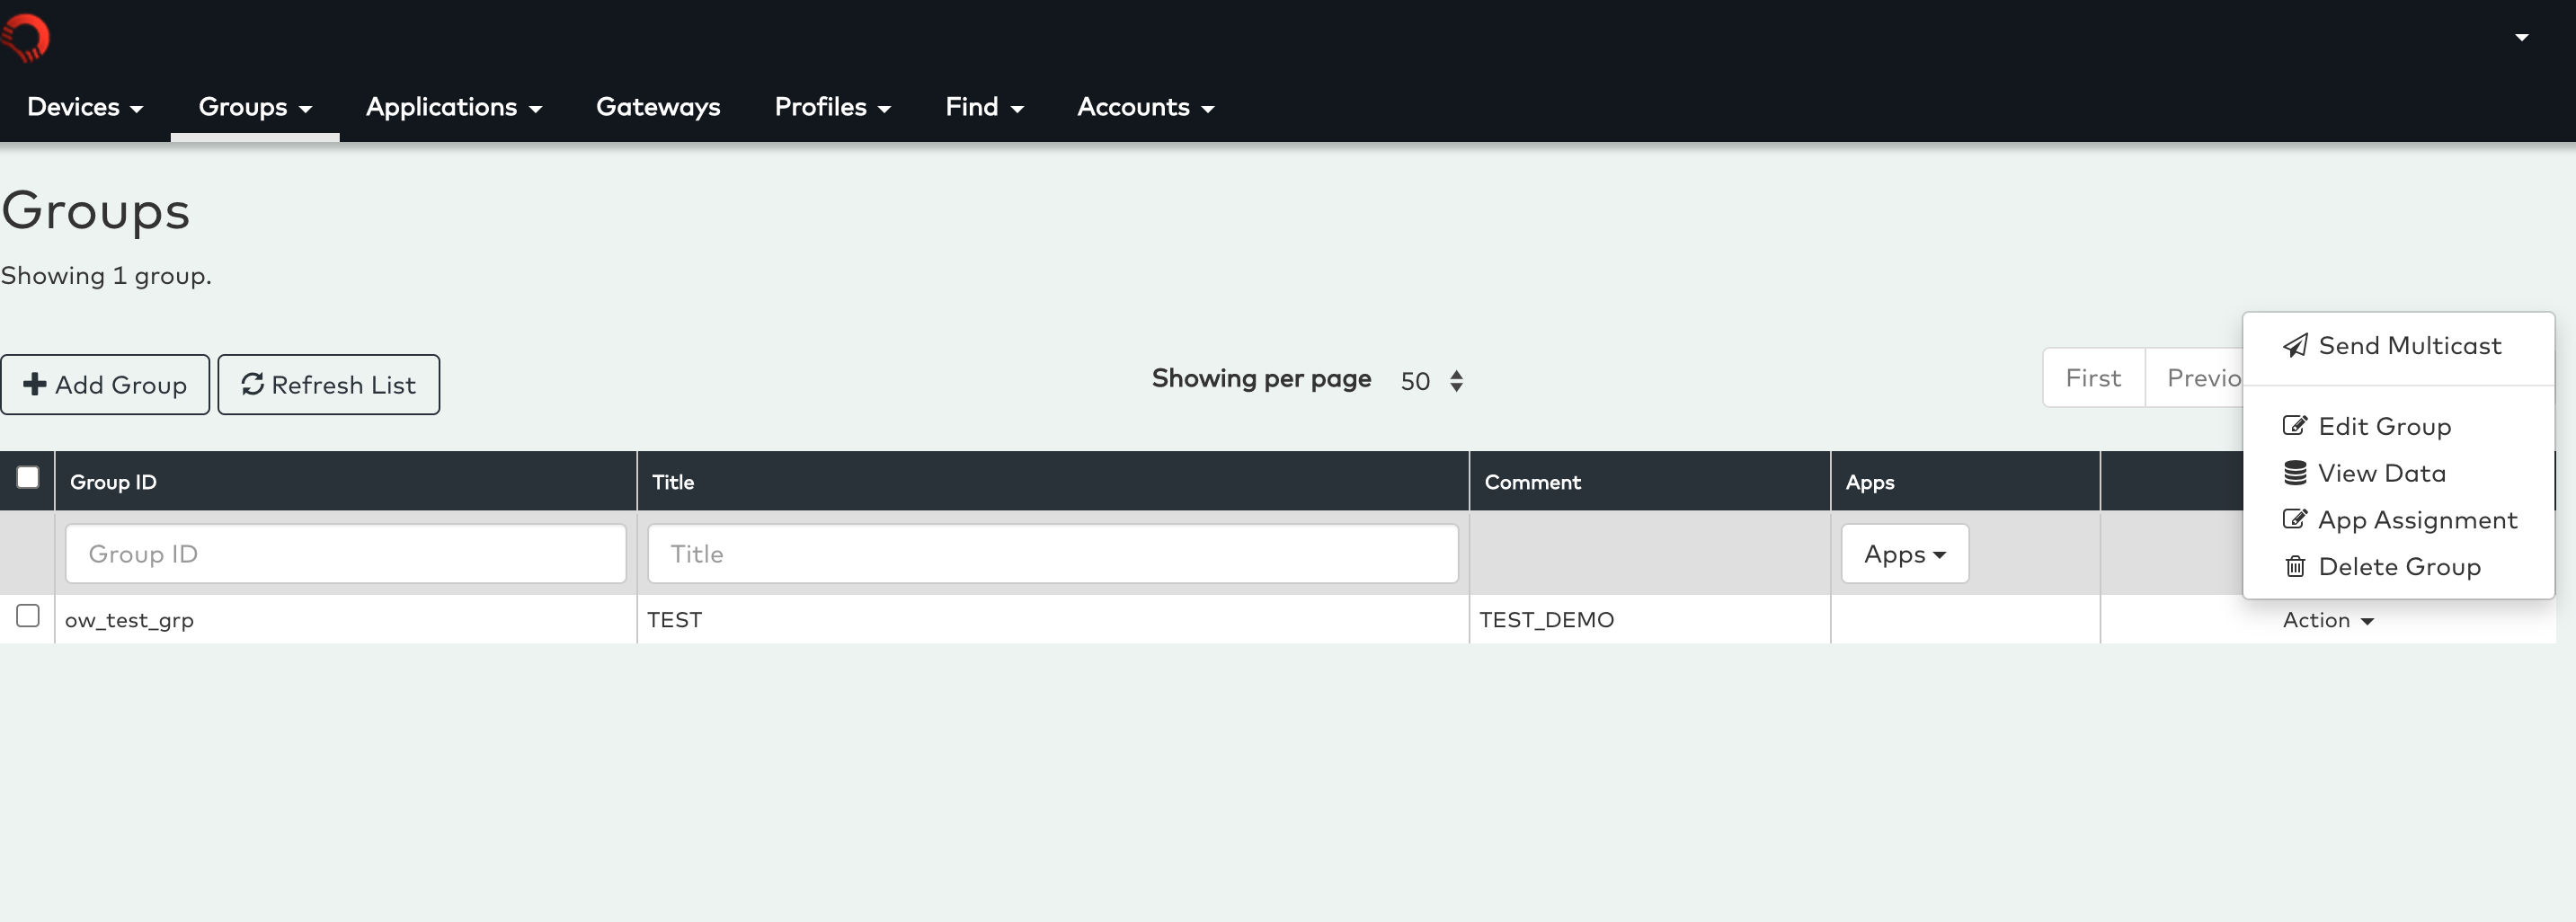 Devices Groups Applications Gateways Profiles Find Accounts
Groups
Showing 1 group.
Add Group Refresh List Showing per page 50 First Previo
Send Multicast
Edit Group
View Data
App Assignment
Delete Group
Group ID Title Comment Apps
Group ID Title Apps
ow_test_grp TEST TEST_DEMO Action